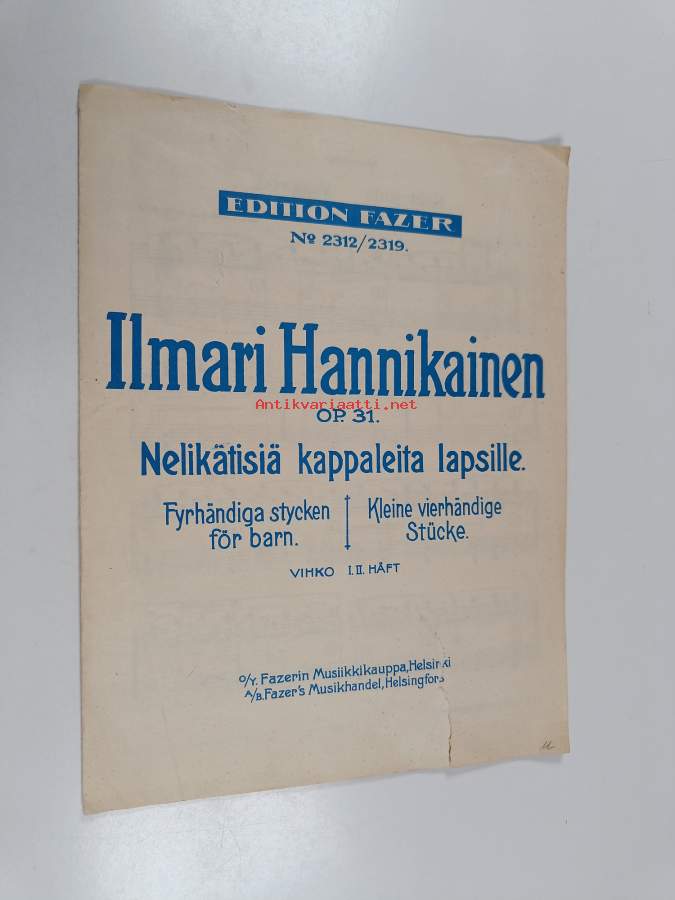 EDITION FAZER
No 2312/2319.
Ilmari Hannikainen
Antikvariaatti.net
OP. 31.
Nelikätisiä kappaleita lapsille.
Fyrhändiga stycken
för barn.
Kleine vierhändige
Stücke.
VIHKO I. II. HÄFT
O/Y. Fazerin Musiikkikauppa, Helsinki
A/B. Fazer's Musikhandel, Helsingfors